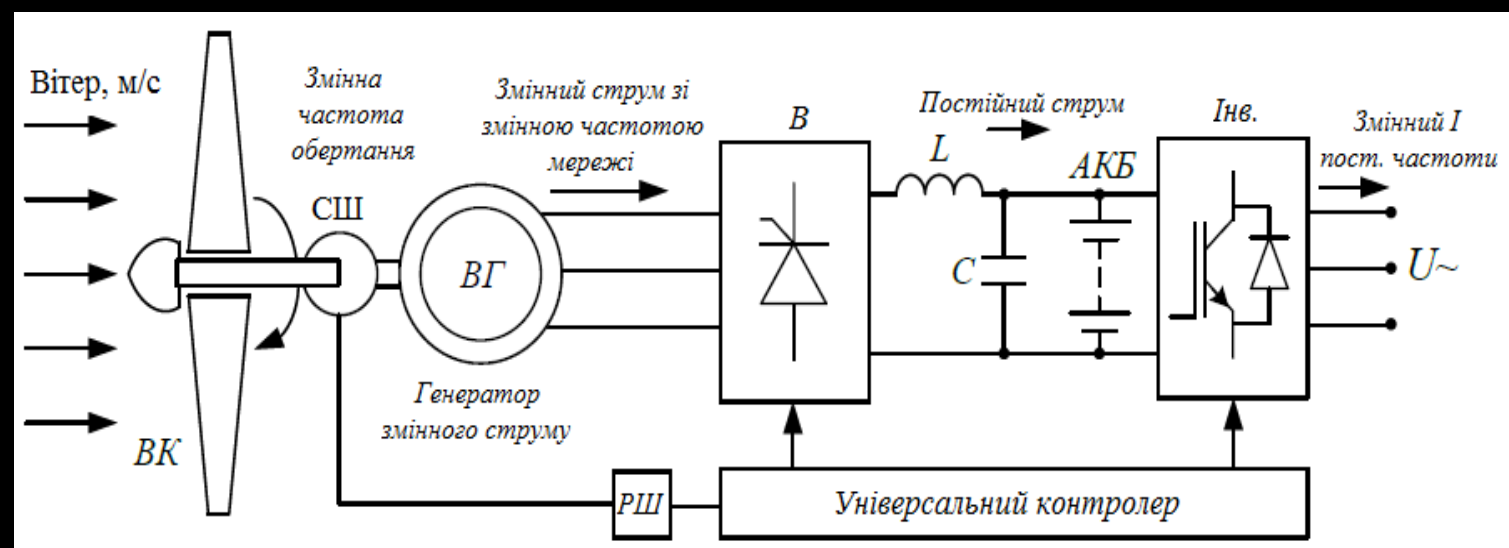 Вітер, м/с
Змінна
частота
обертання
СШ
ВК
ВГ
Генератор
змінного струму
Змінний струм зі
змінною частотою
мережі
В
Постійний струм
L
C
АКБ
Інв.
Змінний I
пост. частоти
U~
РШ
Універсальний контролер